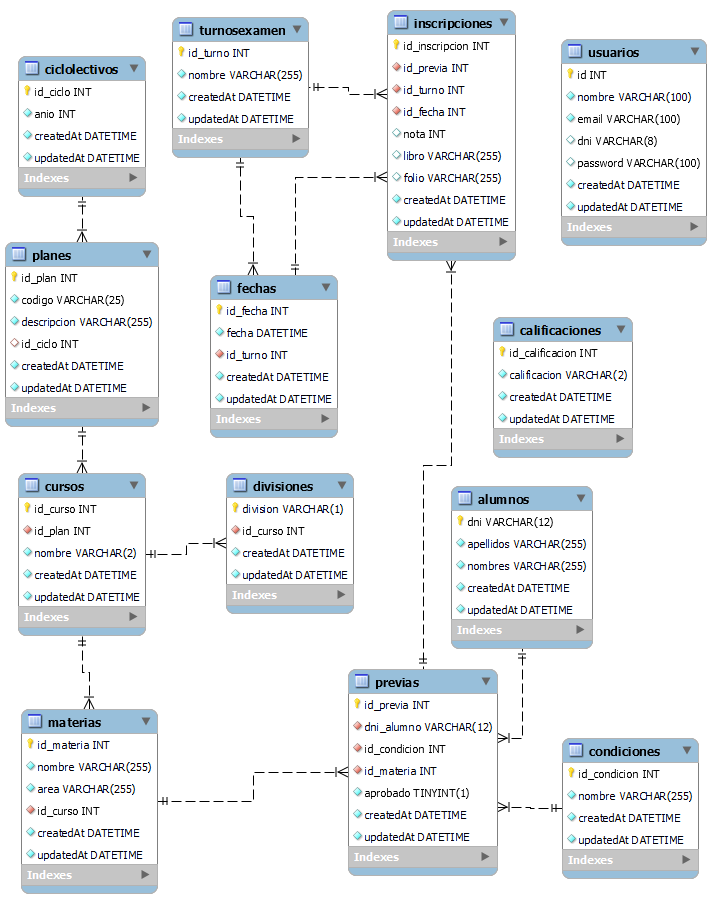 ciclolectivos
id_ciclo INT
anio INT
createdAt DATETIME
updatedAt DATETIME
Indexes
turnosexamen
id_turno INT
nombre VARCHAR(255)
createdAt DATETIME
updatedAt DATETIME
Indexes
inscripciones
id_inscripcion INT
id_previa INT
id_turno INT
id_fecha INT
nota INT
libro VARCHAR(255)
folio VARCHAR(255)
createdAt DATETIME
updatedAt DATETIME
Indexes
usuarios
id INT
nombre VARCHAR(100)
email VARCHAR(100)
dni VARCHAR(8)
password VARCHAR(100)
createdAt DATETIME
updatedAt DATETIME
Indexes
planes
id_plan INT
codigo VARCHAR(25)
descripcion VARCHAR(255)
id_ciclo INT
createdAt DATETIME
updatedAt DATETIME
Indexes
fechas
id_fecha INT
fecha DATETIME
id_turno INT
createdAt DATETIME
updatedAt DATETIME
Indexes
calificaciones
id_calificacion INT
calificacion VARCHAR(2)
createdAt DATETIME
updatedAt DATETIME
Indexes
cursos
id_curso INT
id_plan INT
nombre VARCHAR(2)
createdAt DATETIME
updatedAt DATETIME
Indexes
divisiones
division VARCHAR(1)
id_curso INT
createdAt DATETIME
updatedAt DATETIME
Indexes
alumnos
dni VARCHAR(12)
apellidos VARCHAR(255)
nombres VARCHAR(255)
createdAt DATETIME
updatedAt DATETIME
Indexes
materias
id_materia INT
nombre VARCHAR(255)
area VARCHAR(255)
id_curso INT
createdAt DATETIME
updatedAt DATETIME
Indexes
previas
id_previa INT
dni_alumno VARCHAR(12)
id_condicion INT
id_materia INT
aprobado TINYINT(1)
createdAt DATETIME
updatedAt DATETIME
Indexes
condiciones
id_condicion INT
nombre VARCHAR(255)
createdAt DATETIME
updatedAt DATETIME
Indexes